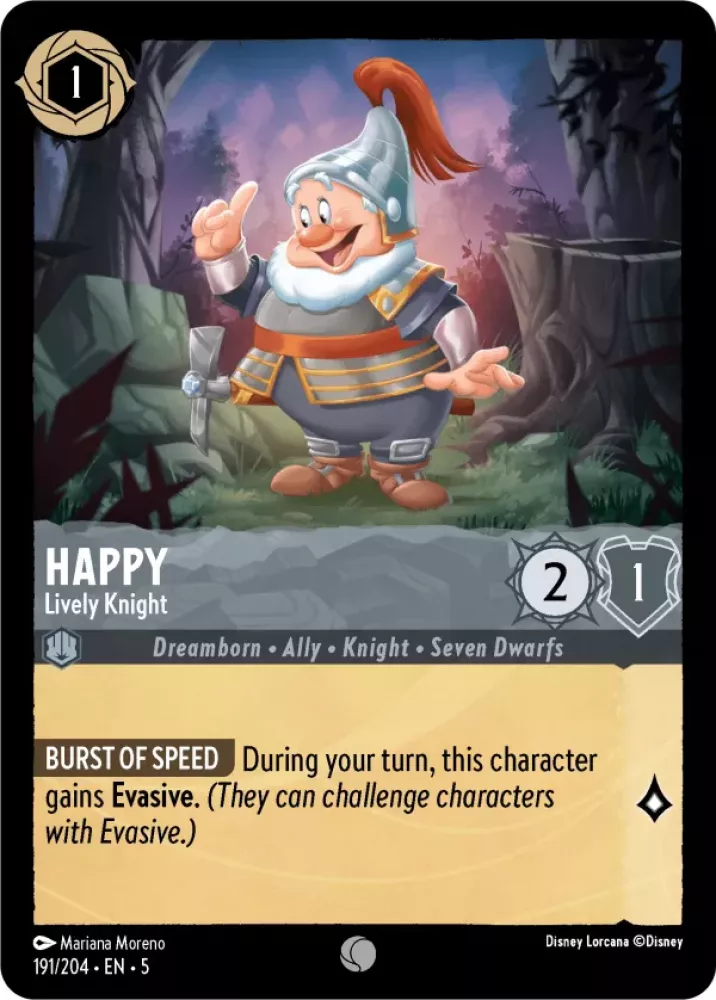 1
HAPPY
Lively Knight
2
1
Dreamborn • Ally • Knight • Seven Dwarfs
BURST OF SPEED During your turn, this character
gains Evasive. (They can challenge characters
with Evasive.)
Mariana Moreno
Disney Lorcana ©Disney
191/204 • EN • 5